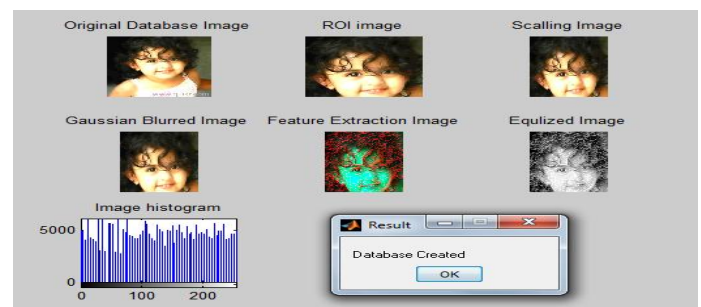 Original Database Image
ROI image
Scalling Image
Gaussian Blurred Image
Feature Extraction Image
Equlized Image
Image histogram
5000
0
0 100 200
Result
Database Created
OK